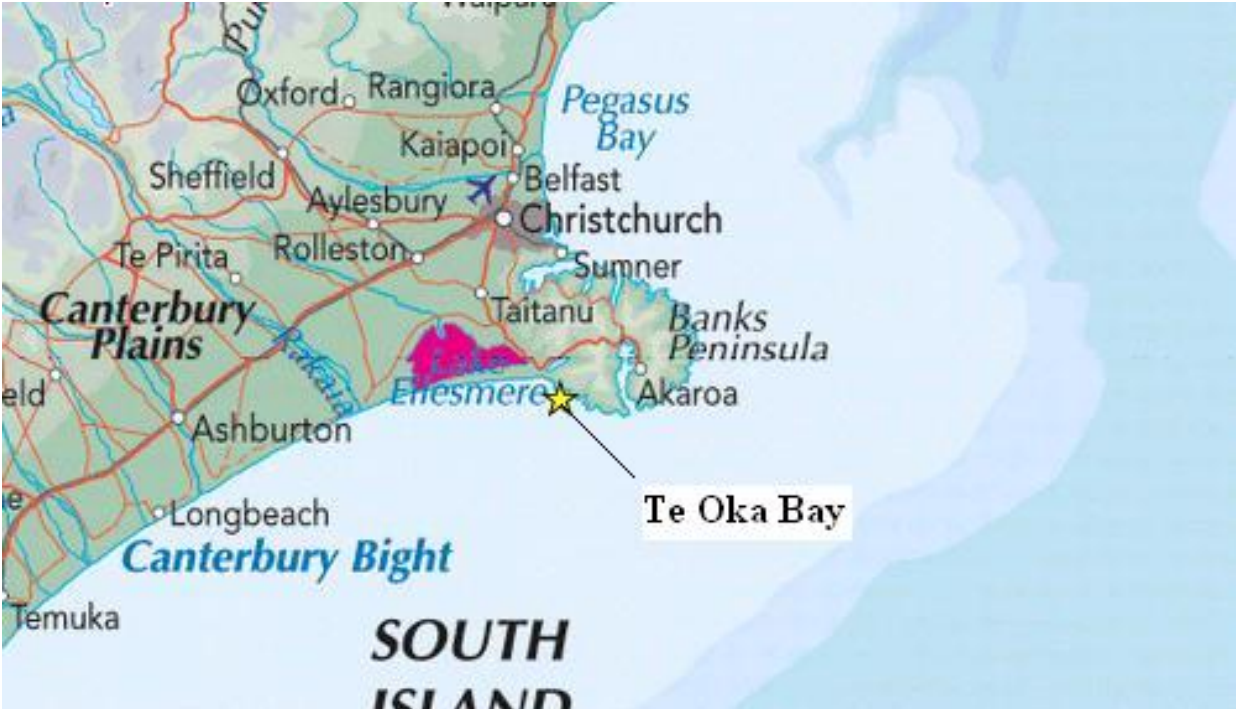 Oxford
Rangiora
Pegasus
Bay
Kaiapoi
Sheffield
Belfast
Aylesbury
Christchurch
Rolleston
Te Pirita
Sumner
Canterbury
Plains
Taitanu
Banks
Peninsula
Rakaia
Lake
Ellesmere
Akaroa
eld
Ashburton
Te Oka Bay
Longbeach
Canterbury Bight
Temuka
SOUTH
ISLAND